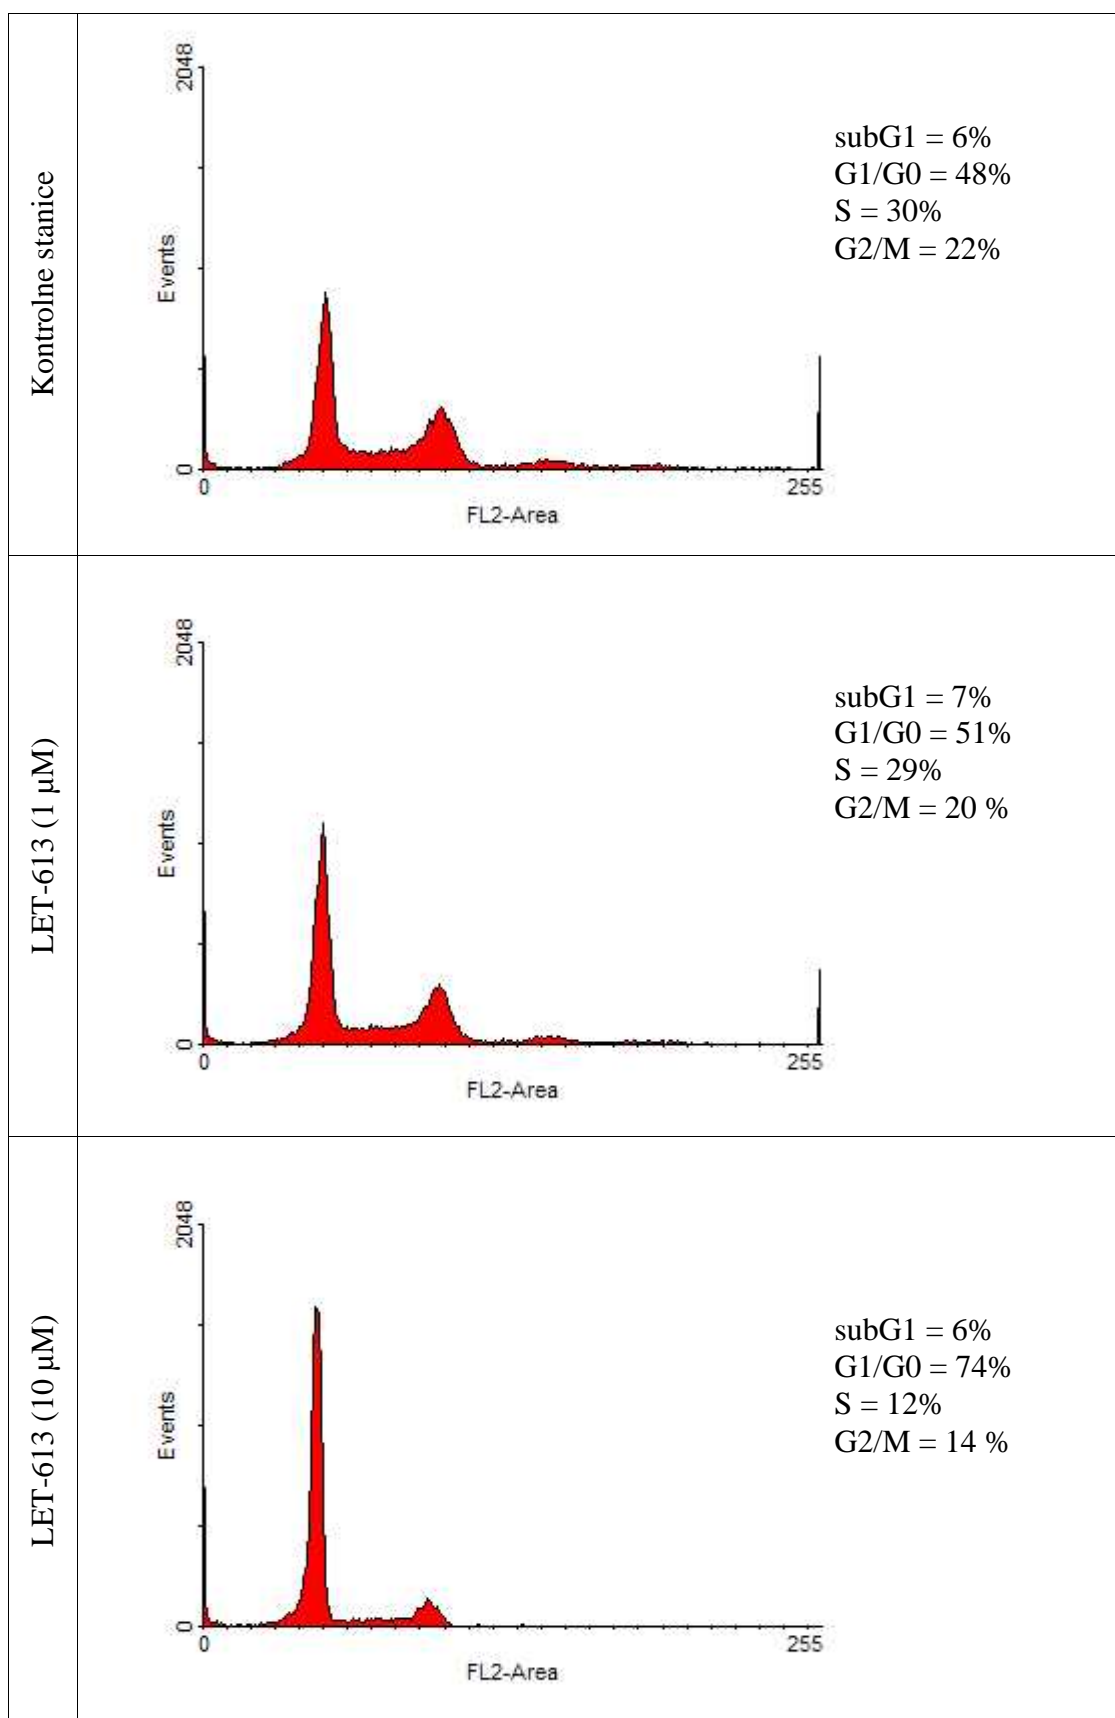 Kontrolne stanice
2048
Events
0
0
255
FL2-Area
subG1 = 6%
G1/G0 = 48%
S = 30%
G2/M = 22%
LET-613 (1 µM)
2048
Events
0
0
255
FL2-Area
subG1 = 7%
G1/G0 = 51%
S = 29%
G2/M = 20 %
LET-613 (10 µM)
2048
Events
0
0
255
FL2-Area
subG1 = 6%
G1/G0 = 74%
S = 12%
G2/M = 14 %